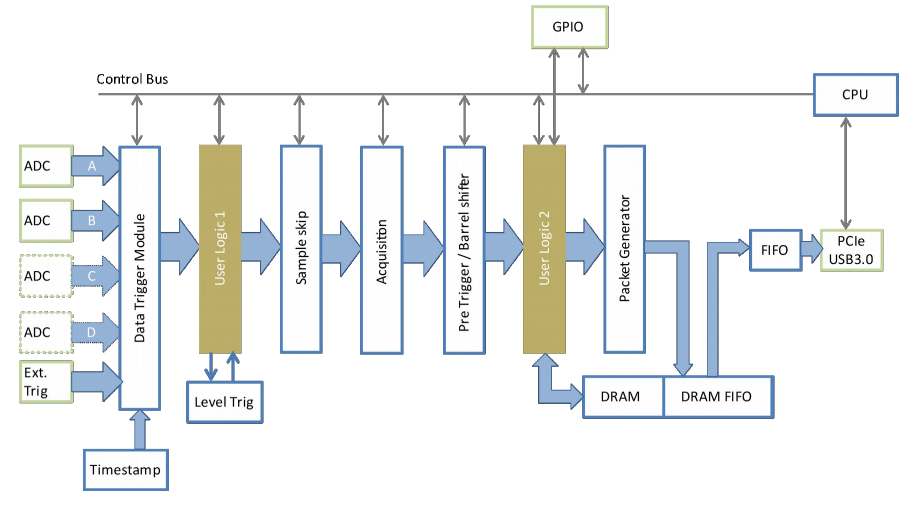 GPIO
Control Bus
CPU
ADC
A
ADC
B
ADC
C
ADC
D
Ext.
Trig
Data Trigger Module
User Logic 1
Sample skip
Acquisition
Pre Trigger / Barrel shifer
User Logic 2
Packet Generator
FIFO
PCIe
USB3.0
Level Trig
DRAM
DRAM FIFO
Timestamp